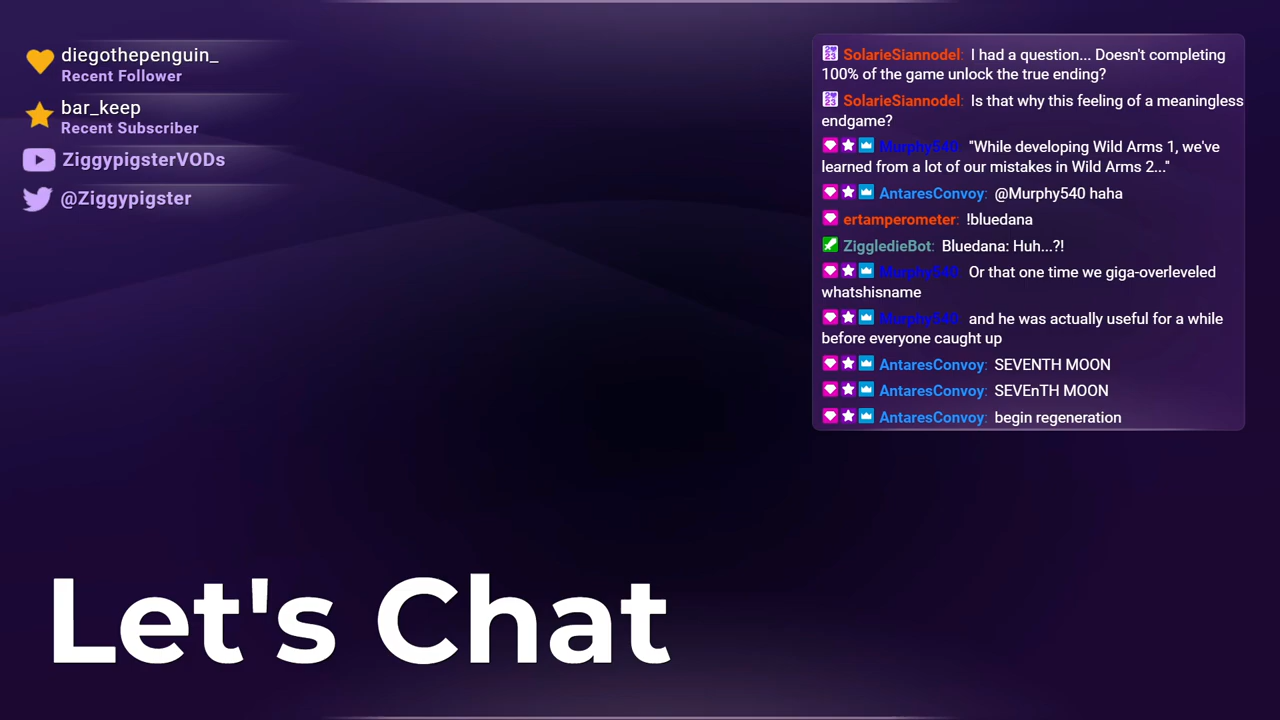 diegothepenguin_
Recent Follower
bar_keep
Recent Subscriber
ZiggypigsterVODs
@Ziggypigster
SolarieSiannodel: I had a question... Doesn't completing
100% of the game unlock the true ending?
SolarieSiannodel: Is that why this feeling of a meaningless
endgame?
Murphy540: "While developing Wild Arms 1, we've
learned from a lot of our mistakes in Wild Arms 2..."
AntaresConvoy: @Murphy540 haha
ertamperometer: !bluedana
ZiggledieBot: Bluedana: Huh...?!
Murphy540: Or that one time we giga-overleveled
whatshisname
Murphy540: and he was actually useful for a while
before everyone caught up
AntaresConvoy: SEVENTH MOON
AntaresConvoy: SEVEnTH MOON
AntaresConvoy: begin regeneration
Let's Chat